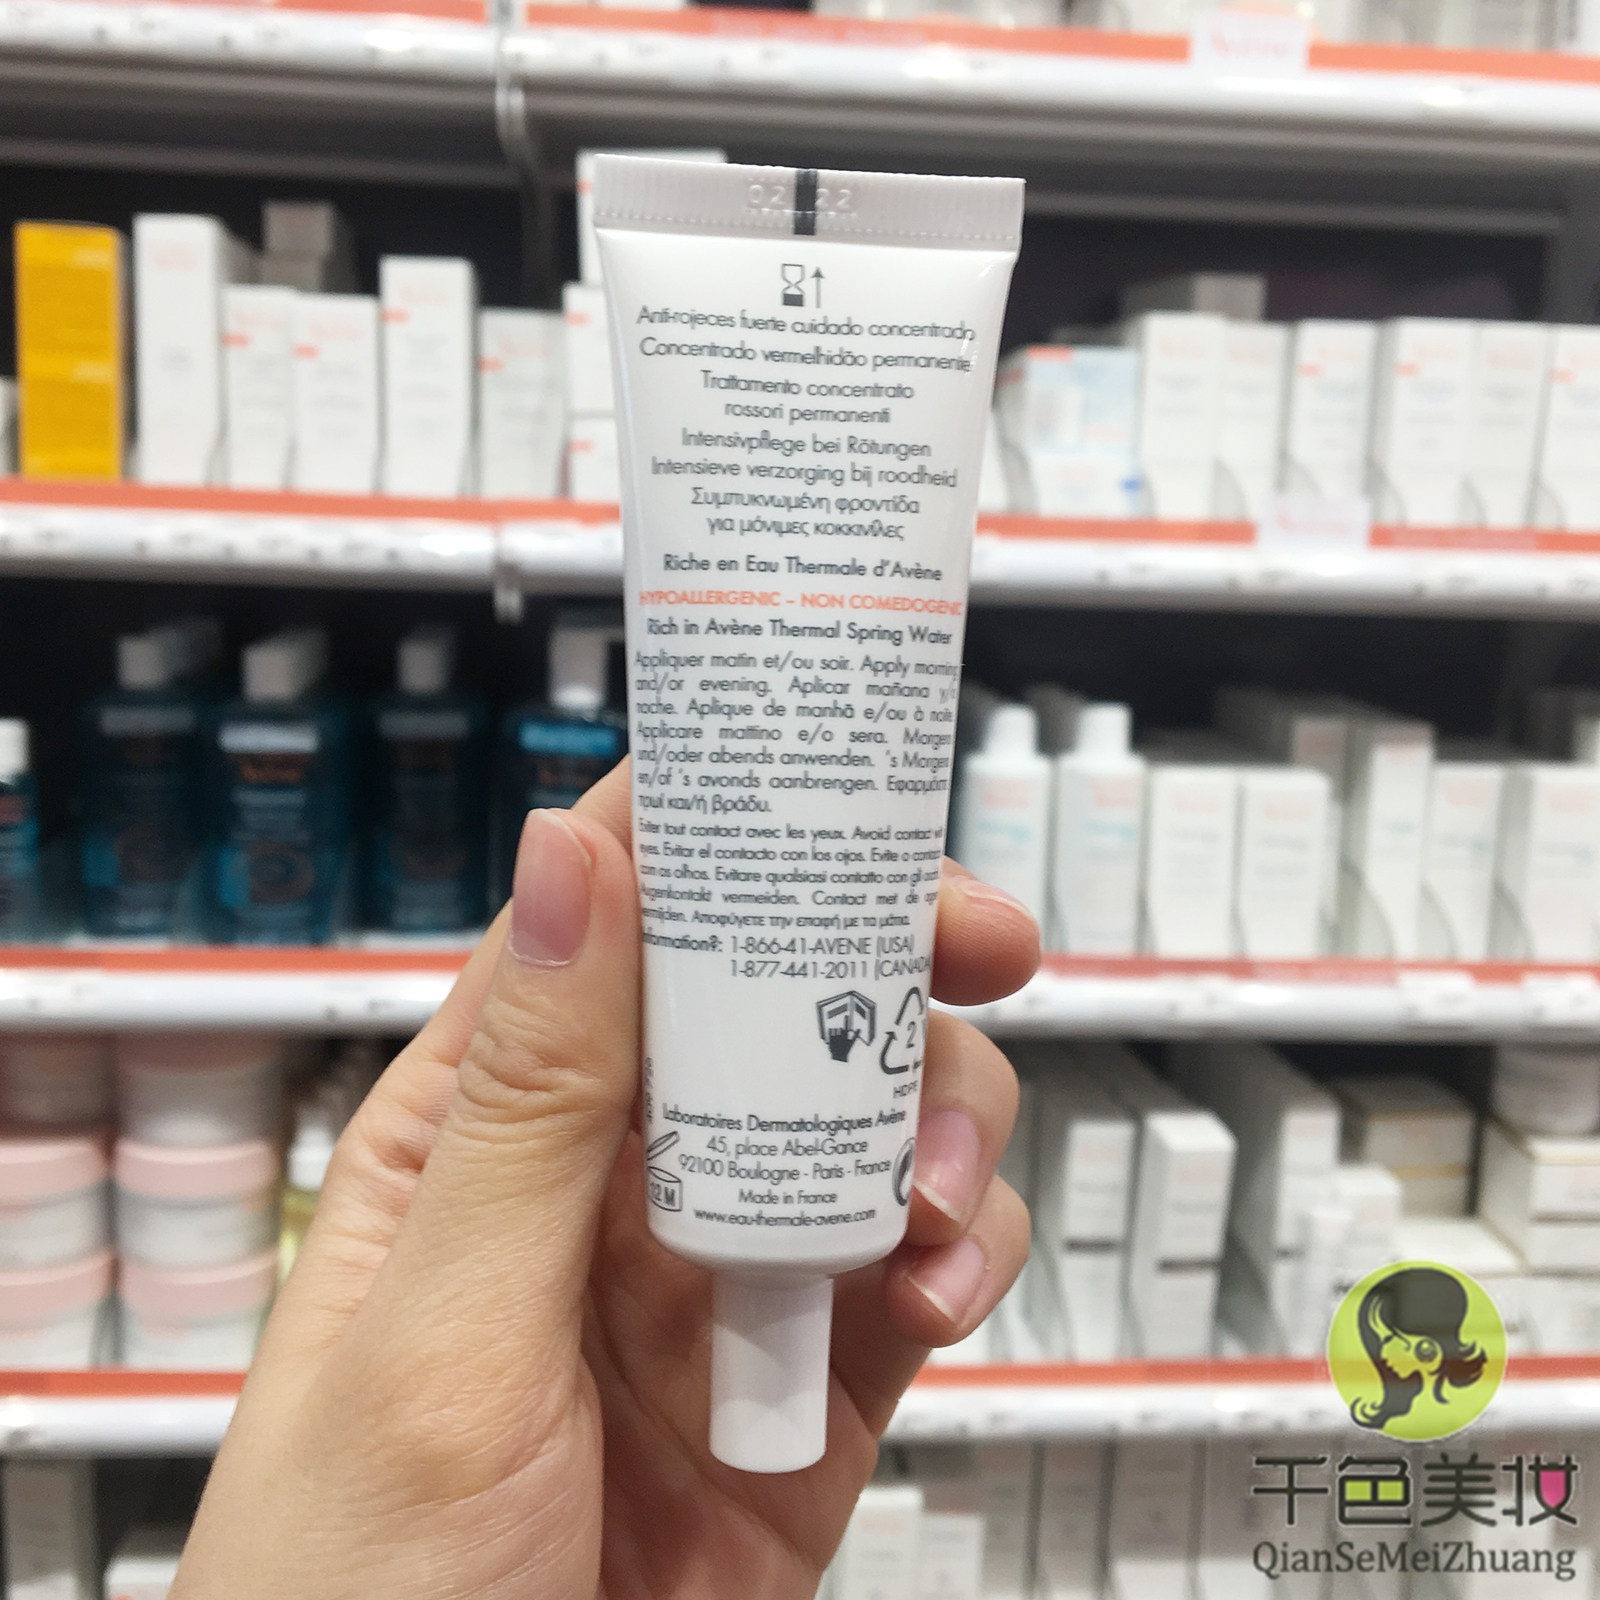 02 22
Anti-rojeces fuerte cuidado concentrado
Concentrado vermelhidão permanente
Trattamento concentrato
rossori permanenti
Intensivpflege bei Rötungen
Intensieve verzorging bij roodheid
Συμπυκνωμένη φροντίδα
για μόνιμες κοκκινίλες
Riche en Eau Thermale d'Avène
HYPOALLERGENIC – NON COMEDOGENIC
Rich in Avène Thermal Spring Water
Appliquer matin et/ou soir. Apply morning
and/or evening. Aplicar mañana y/o
noche. Aplique de manhã e/ou à noite.
Applicare mattino e/o sera. Morgens
und/oder abends anwenden. 's Morgens
en/of 's avonds aanbrengen. Εφαρμόστε
πρωί και/ή βράδυ.
Eviter tout contact avec les yeux. Avoid contact with
eyes. Evitar el contacto con los ojos. Evite o contacto
com os olhos. Evitare qualsiasi contatto con gli occhi.
Augenkontakt vermeiden. Contact met de ogen
vermijden. Αποφύγετε την επαφή με τα μάτια.
Information?: 1-866-41-AVENE (USA)
1-877-441-2011 (CANADA)
2
HDPE
Laboratoires Dermatologiques Avène
45, place Abel-Gance
92100 Boulogne - Paris - France
12 M
Made in France
www.eau-thermale-avene.com
千色美妆
QianSeMeiZhuang